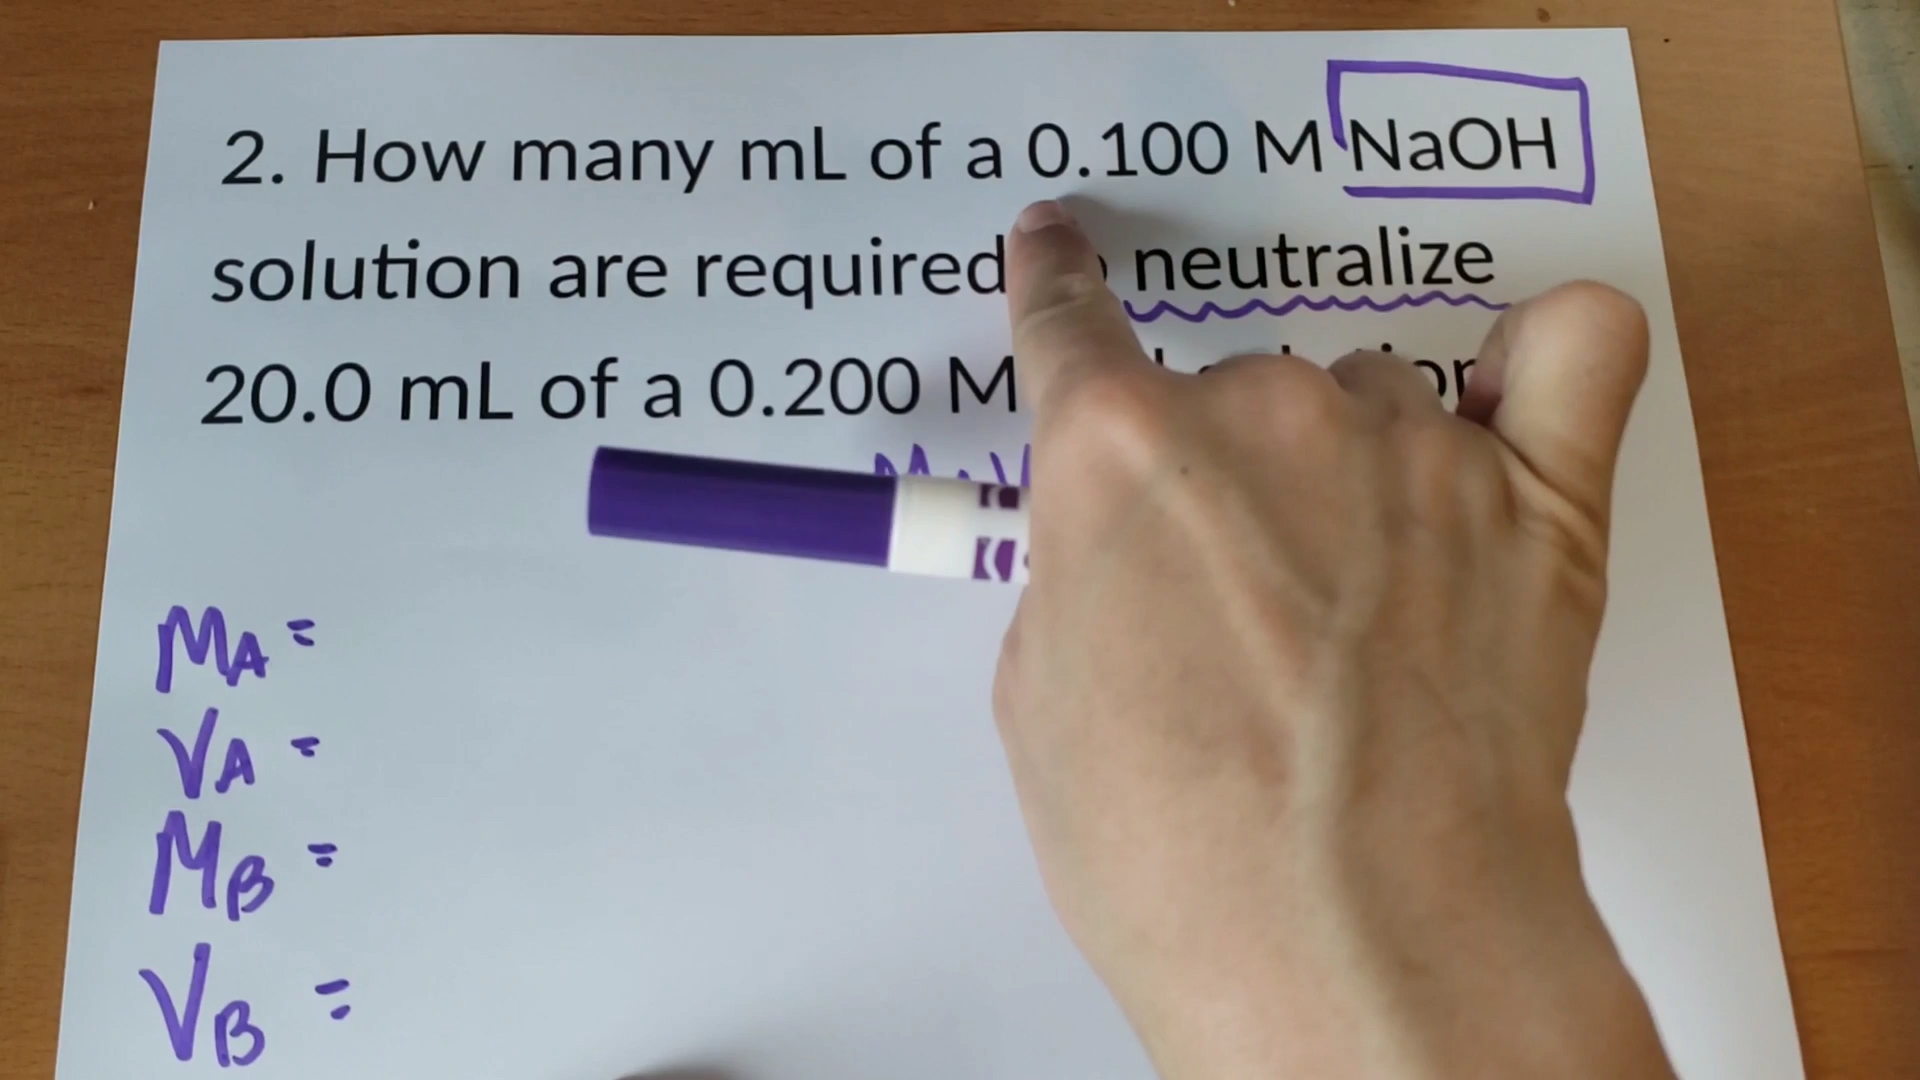 2. How many mL of a 0.100 M NaOH
solution are required neutralize
20.0 mL of a 0.200 M
MA =
VA =
MB =
VB =